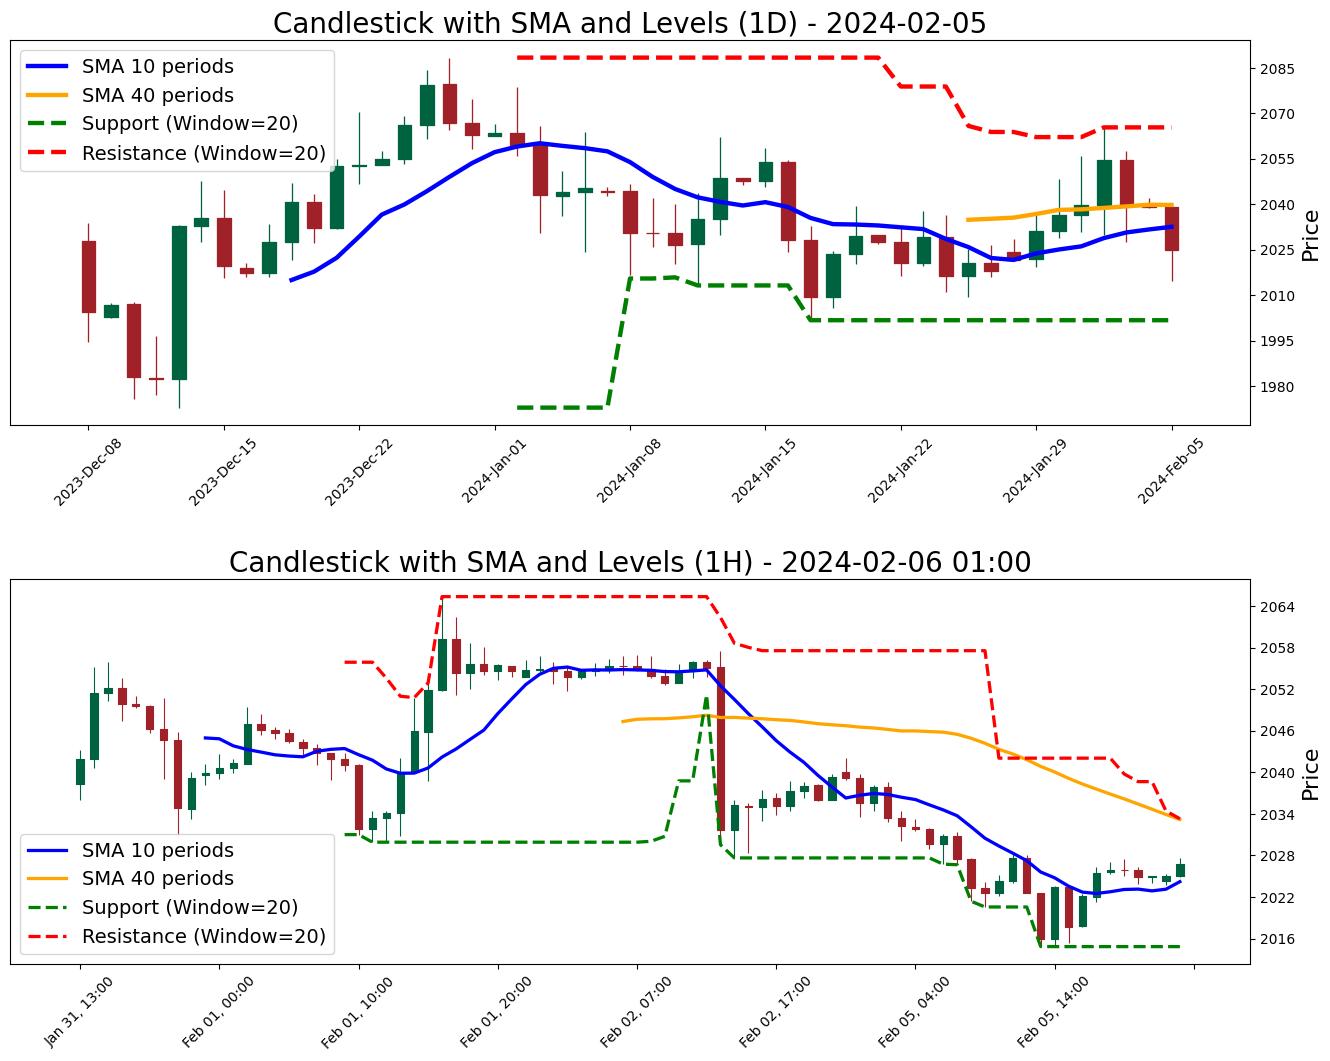 Candlestick with SMA and Levels (1D) - 2024-02-05
SMA 10 periods
SMA 40 periods
Support (Window=20)
Resistance (Window=20)
2085
2070
2055
2040
2025
2010
1995
1980
Price
2023-Dec-08
2023-Dec-15
2023-Dec-22
2024-Jan-01
2024-Jan-08
2024-Jan-15
2024-Jan-22
2024-Jan-29
2024-Feb-05
Candlestick with SMA and Levels (1H) - 2024-02-06 01:00
2064
2058
2052
2046
2040
2034
2028
2022
2016
Price
SMA 10 periods
SMA 40 periods
Support (Window=20)
Resistance (Window=20)
Jan 31, 13:00
Feb 01, 00:00
Feb 01, 10:00
Feb 01, 20:00
Feb 02, 07:00
Feb 02, 17:00
Feb 05, 04:00
Feb 05, 14:00